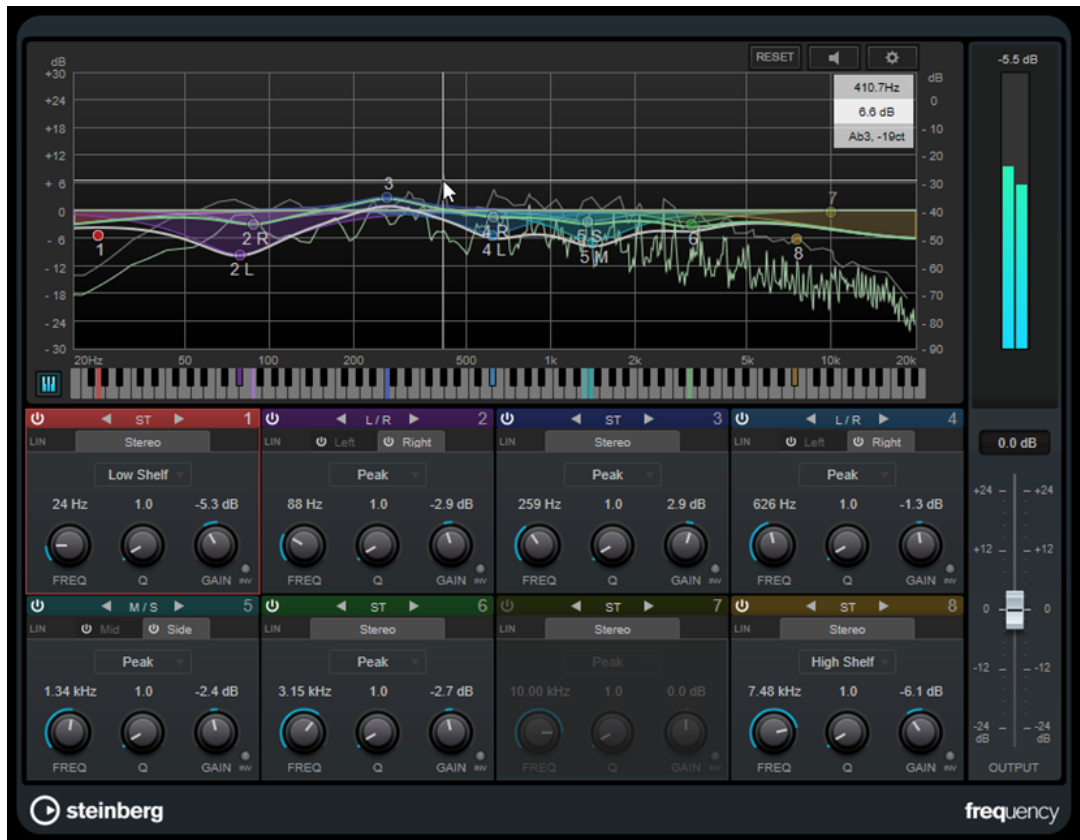 RESET
-5.5 dB
dB
+30
+24
+18
+12
+ 6
0
- 6
- 12
- 18
- 24
- 30
410.7Hz
6.6 dB
Ab3, -19ct
dB
0
- 10
- 20
- 30
- 40
- 50
- 60
- 70
- 80
- 90
1
2 R
2 L
3
4 R
4 L
5 S
5 M
6
7
8
20Hz 50 100 200 500 1k 2k 5k 10k 20k
ST 1
LIN Stereo
Low Shelf
24 Hz 1.0 -5.3 dB
FREQ Q GAIN INV
L/R 2
LIN Left Right
Peak
88 Hz 1.0 -2.9 dB
FREQ Q GAIN INV
ST 3
LIN Stereo
Peak
259 Hz 1.0 2.9 dB
FREQ Q GAIN INV
L/R 4
LIN Left Right
Peak
626 Hz 1.0 -1.3 dB
FREQ Q GAIN INV
M/S 5
LIN Mid Side
Peak
1.34 kHz 1.0 -2.4 dB
FREQ Q GAIN INV
ST 6
LIN Stereo
Peak
3.15 kHz 1.0 -2.7 dB
FREQ Q GAIN INV
ST 7
LIN Stereo
Peak
10.00 kHz 1.0 0.0 dB
FREQ Q GAIN INV
ST 8
LIN Stereo
High Shelf
7.48 kHz 1.0 -6.1 dB
FREQ Q GAIN INV
0.0 dB
+24 +24
+12 +12
0 0
-12 -12
-24 -24
dB dB
OUTPUT
steinberg
frequency